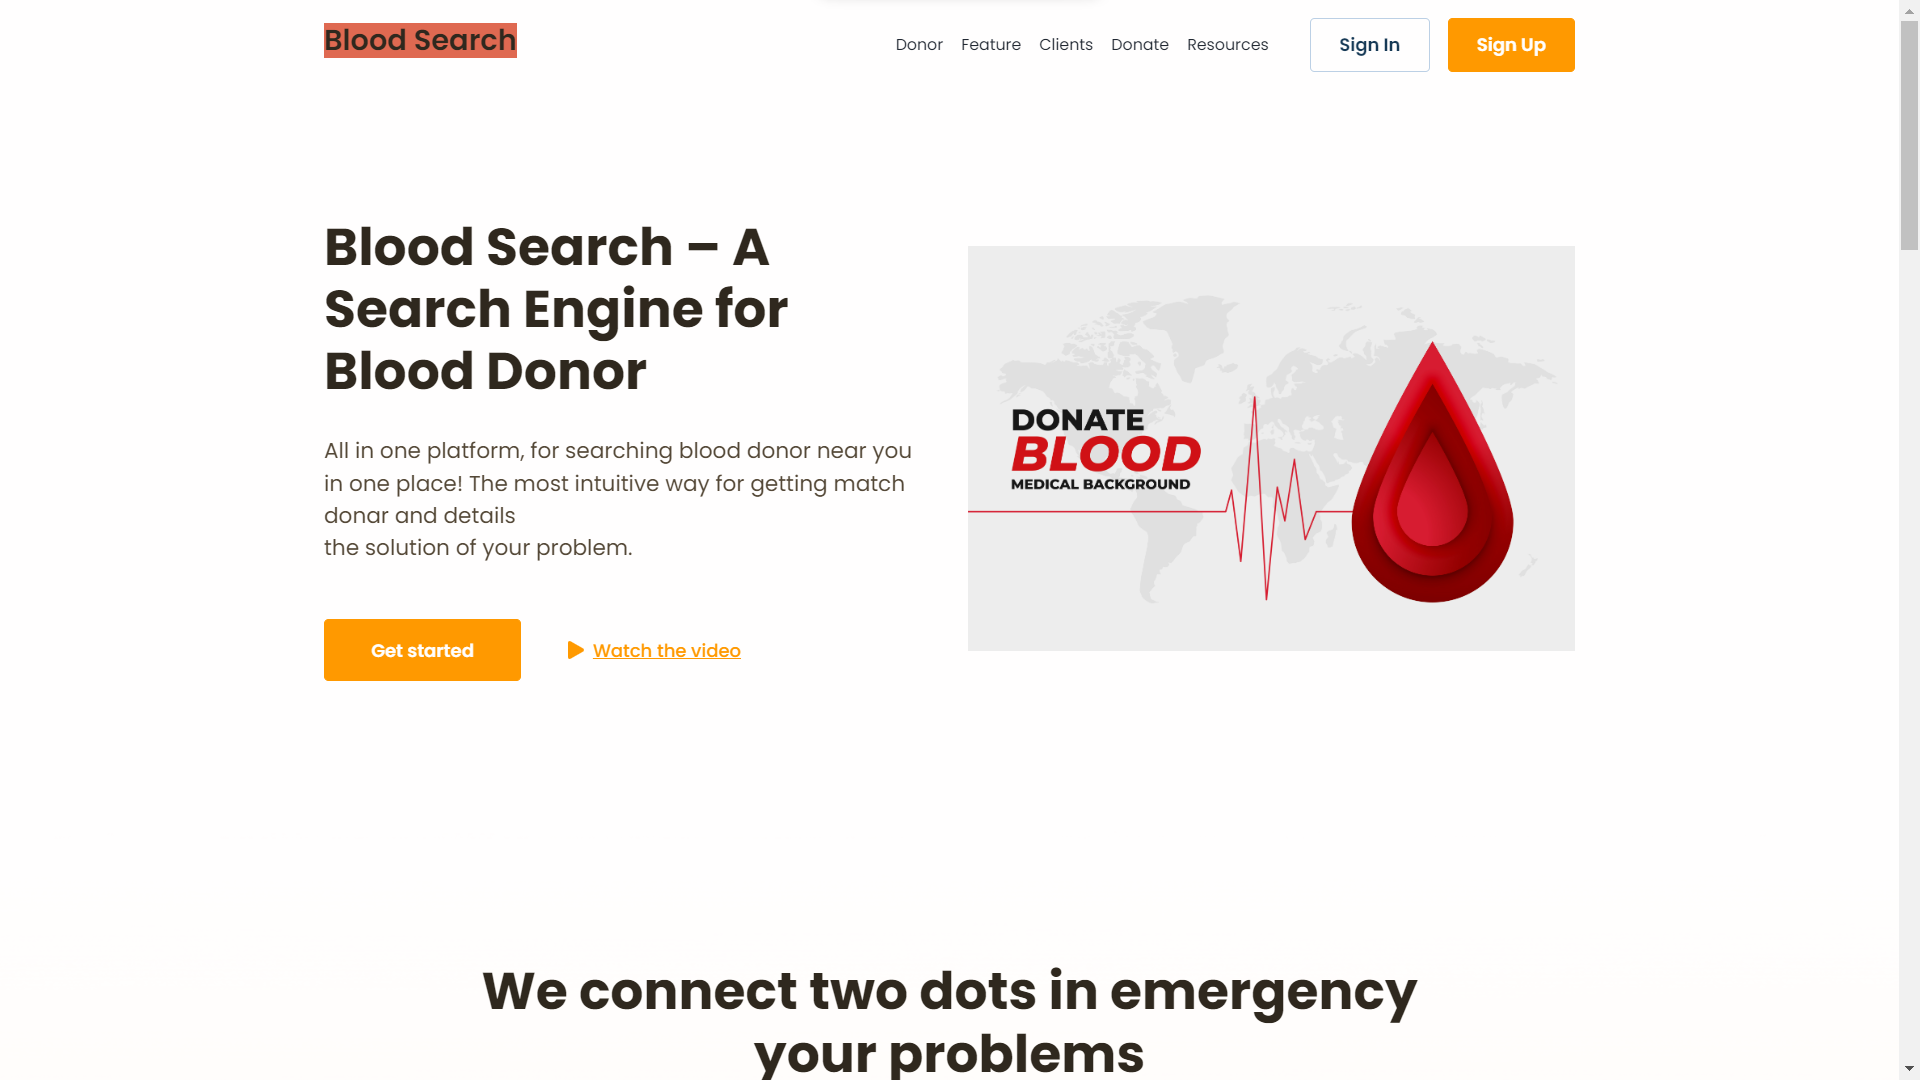 Blood Search
Donor
Feature
Clients
Donate
Resources
Sign In
Sign Up
Blood Search – A
Search Engine for
Blood Donor
All in one platform, for searching blood donor near you
in one place! The most intuitive way for getting match
donar and details
the solution of your problem.
Get started
Watch the video
DONATE
BLOOD
MEDICAL BACKGROUND
We connect two dots in emergency
your problems